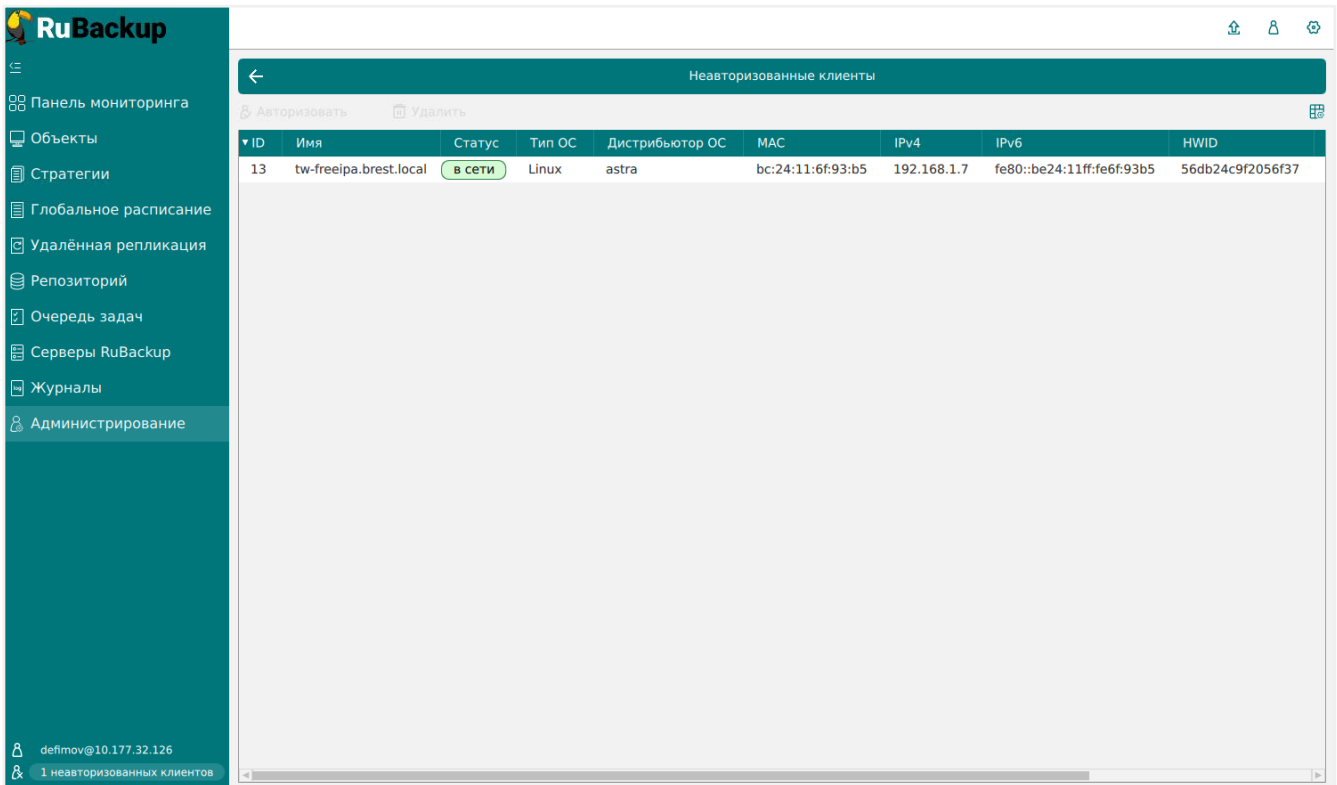 RuBackup
Неавторизованные клиенты
Панель мониторинга
Авторизовать Удалить
Объекты
ID Имя Статус Тип ОС Дистрибьютор ОС MAC IPv4 IPv6 HWID
13 tw-freeipa.brest.local в сети Linux astra bc:24:11:6f:93:b5 192.168.1.7 fe80::be24:11ff:fe6f:93b5 56db24c9f2056f37
Стратегии
Глобальное расписание
Удалённая репликация
Репозиторий
Очередь задач
Серверы RuBackup
log Журналы
Администрирование
defimov@10.177.32.126
1 неавторизованных клиентов